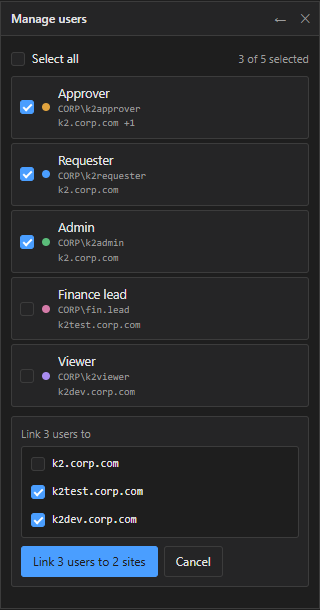 Manage users
Select all
3 of 5 selected
Approver
CORP\k2approver
k2.corp.com +1
Requester
CORP\k2requester
k2.corp.com
Admin
CORP\k2admin
k2.corp.com
Finance lead
CORP\fin.lead
k2test.corp.com
Viewer
CORP\k2viewer
k2dev.corp.com
Link 3 users to
k2.corp.com
k2test.corp.com
k2dev.corp.com
Link 3 users to 2 sites
Cancel